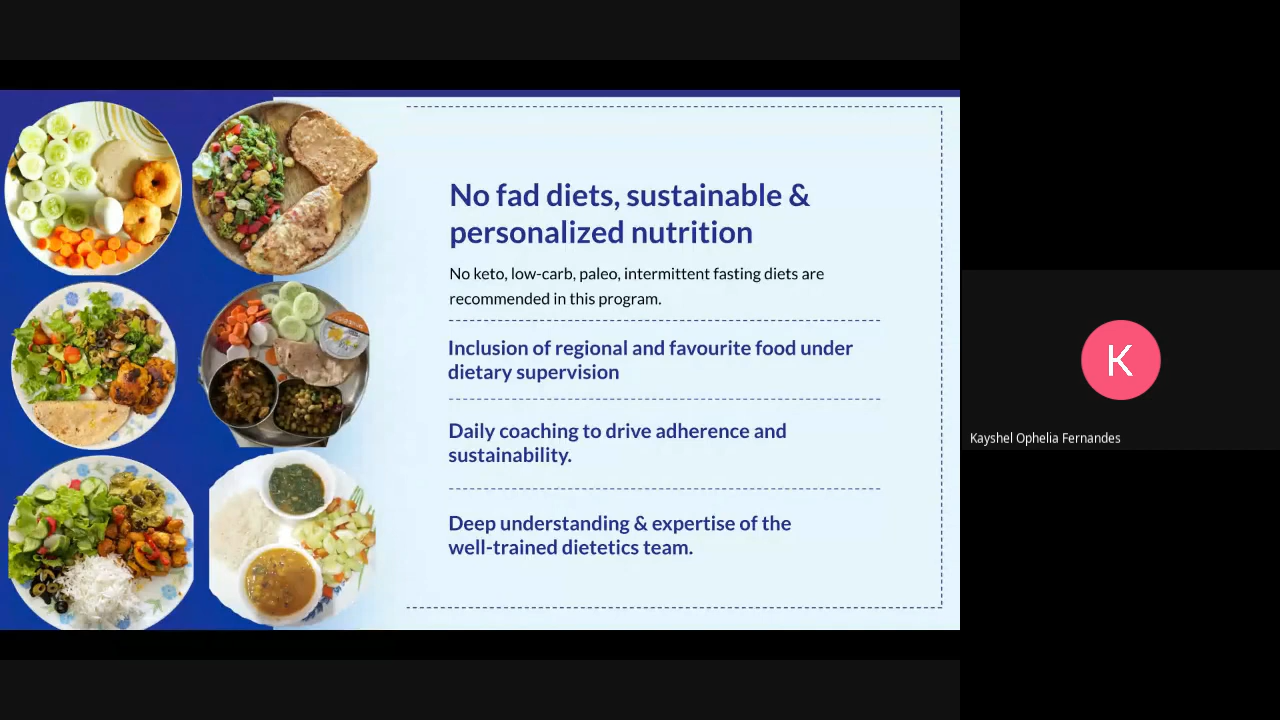 No fad diets, sustainable &
personalized nutrition
No keto, low-carb, paleo, intermittent fasting diets are
recommended in this program.
Inclusion of regional and favourite food under
dietary supervision
Daily coaching to drive adherence and
sustainability.
Deep understanding & expertise of the
well-trained dietetics team.
K
Kayshel Ophelia Fernandes